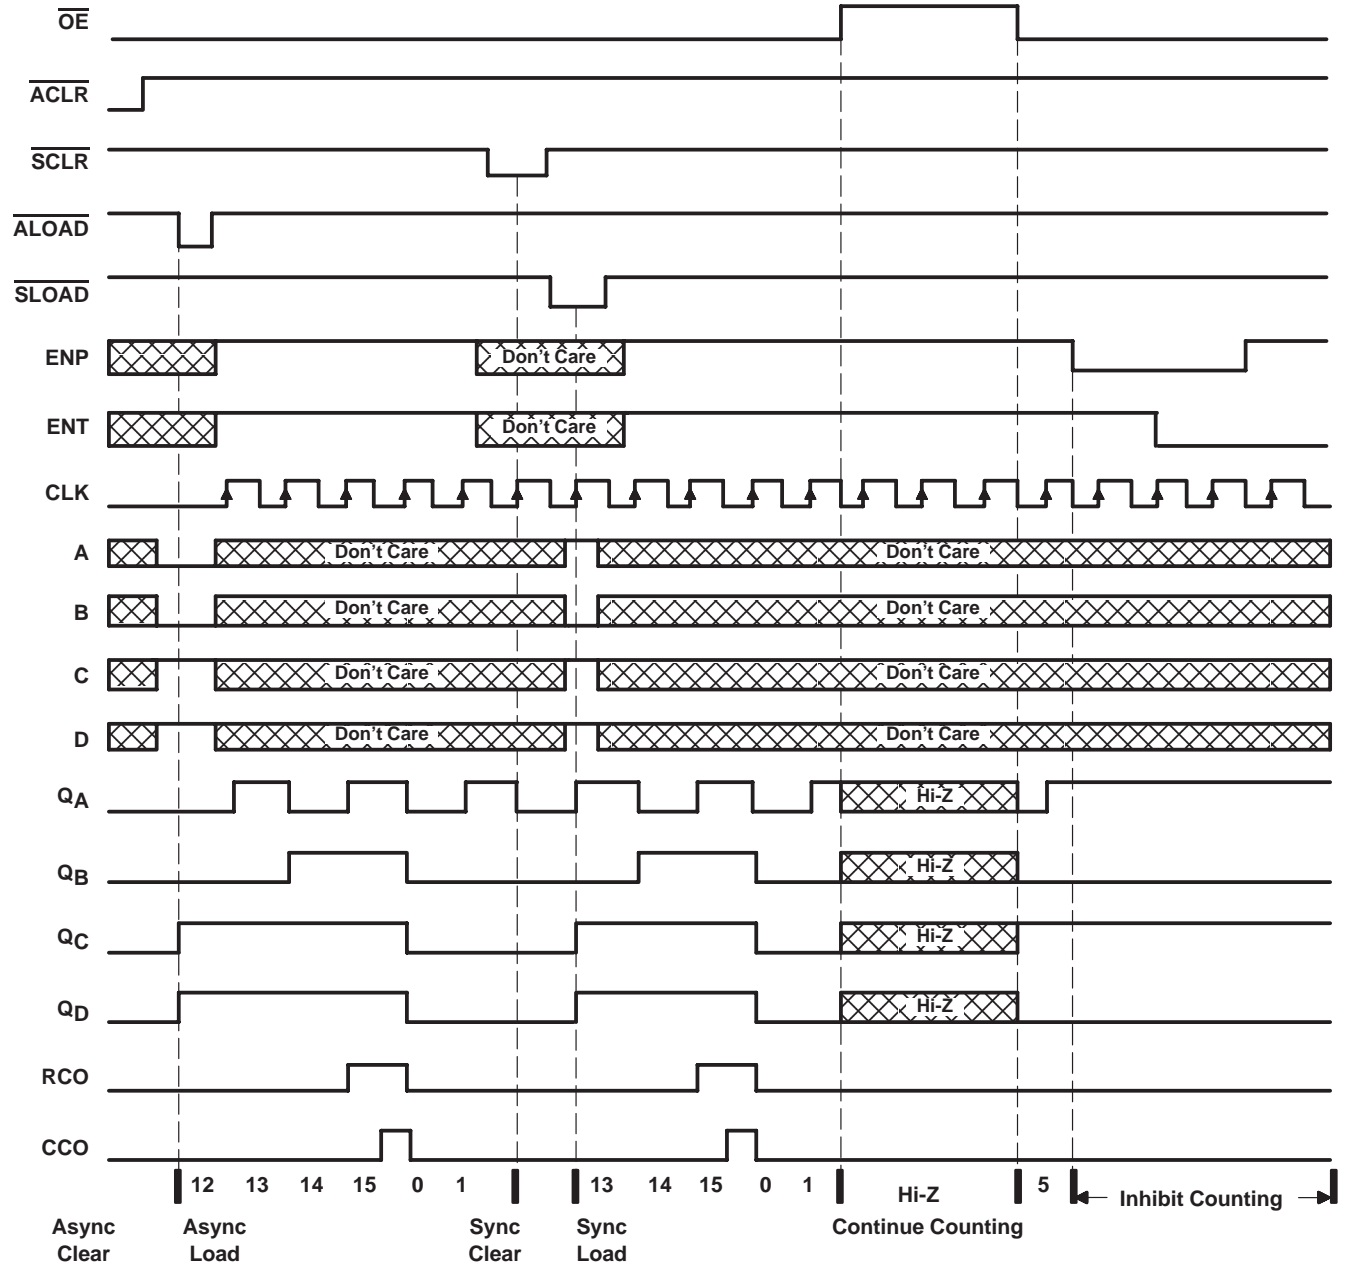 OE
ACLR
SCLR
ALOAD
SLOAD
ENP
Don't Care
ENT
Don't Care
CLK
A
Don't Care
Don't Care
B
Don't Care
Don't Care
C
Don't Care
Don't Care
D
Don't Care
Don't Care
QA
Hi-Z
QB
Hi-Z
QC
Hi-Z
QD
Hi-Z
RCO
CCO
12 13 14 15 0 1 13 14 15 0 1 Hi-Z 5 Inhibit Counting
Async Clear
Async Load
Sync Clear
Sync Load
Continue Counting